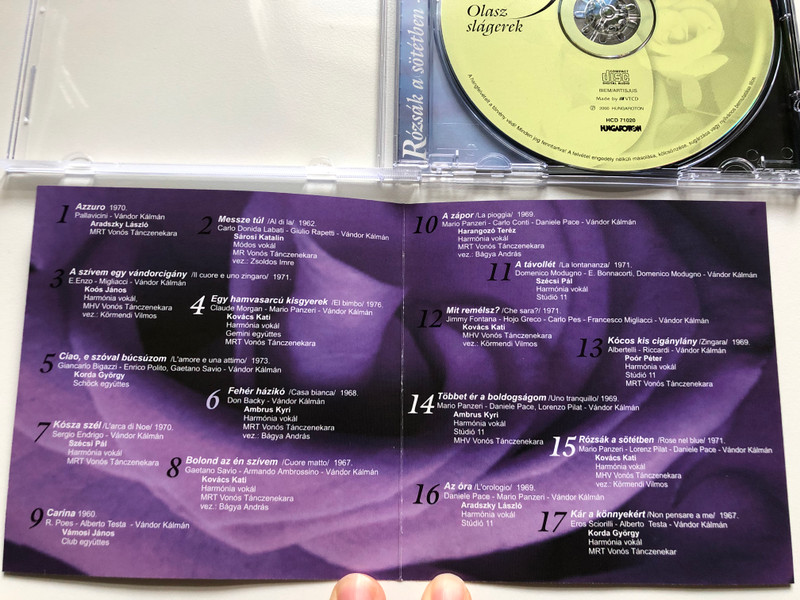 Olasz
slágerek
COMPACT
disc
DIGITAL AUDIO
BIEM/ARTISJUS
Made by VTCD
HCD 71020
HUNGAROTON
Rózsák a sötétben -
1 Azzuro 1970.
Pallavicini - Vándor Kálmán
Aradszky László
MRT Vonós Tánczenekara
2 Messze túl /Al di la/ 1962.
Carlo Donida Labati - Giulio Rapetti - Vándor Kálmán
Sárosi Katalin
Módos vokál
MR Vonós Tánczenekara
vez.: Zsoldos Imre
3 A szívem egy vándorcigány /Il cuore e uno zingaro/ 1971.
E.Enzo - Migliacci - Vándor Kálmán
Koós János
Harmónia vokál,
MHV Vonós Tánczenekara
vez.: Körmendi Vilmos
4 Egy hamvasarcú kisgyerek /El bimbo/ 1976.
Claude Morgan - Mario Panzeri - Vándor Kálmán
Kovács Kati
Harmónia vokál
Gemini együttes
MRT Vonós Tánczenekara
5 Ciao, e szóval búcsúzom /L'amore e una attimo/ 1973.
Giancarlo Bigazzi - Enrico Polito, Gaetano Savio - Vándor Kálmán
Korda György
Schöck együttes
6 Fehér házikó /Casa bianca/ 1968.
Don Backy - Vándor Kálmán
Ambrus Kyri
Harmónia vokál
MRT Vonós Tánczenekara
vez.: Bágya András
7 Kósza szél /L'arca di Noe/ 1970.
Sergio Endrigo - Vándor Kálmán
Szécsi Pál
Harmónia vokál
MRT Vonós Tánczenekara
8 Bolond az én szívem /Cuore matto/ 1967.
Gaetano Savio - Armando Ambrossino - Vándor Kálmán
Kovács Kati
Harmónia vokál
MRT Vonós Tánczenekara
vez.: Bágya András
9 Carina 1960.
R. Poes - Alberto Testa - Vándor Kálmán
Vámosi János
Club együttes
10 A zápor /La pioggia/ 1969.
Mario Panzeri - Carlo Conti - Daniele Pace - Vándor Kálmán
Harangozó Teréz
Harmónia vokál
MRT Vonós Tánczenekara
vez.: Bágya András
11 A távollét /La lontananza/ 1971.
Domenico Modugno - E. Bonnacorti, Domenico Modugno - Vándor Kálmán
Szécsi Pál
Harmónia vokál
Stúdió 11
12 Mit remélsz? /Che sara?/ 1971.
Jimmy Fontana - Hojo Greco - Carlo Pes - Francesco Migliacci - Vándor Kálmán
Kovács Kati
MHV Vonós Tánczenekara
vez.: Körmendi Vilmos
13 Kócos kis cigánylány /Zingara/ 1969.
Albertelli - Riccardi - Vándor Kálmán
Poór Péter
Harmónia vokál
Stúdió 11
MRT Vonós Tánczenekara
14 Többet ér a boldogságom /Uno tranquillo/ 1969.
Mario Panzeri - Daniele Pace, Lorenzo Pilat - Vándor Kálmán
Ambrus Kyri
Harmónia vokál
Stúdió 11
MHV Vonós Tánczenekara
15 Rózsák a sötétben /Rose nel blue/ 1971.
Mario Panzeri - Lorenz Pilat - Daniele Pace - Vándor Kálmán
Kovács Kati
Harmónia vokál
MHV Vonós Tánczenekara
vez.: Körmendi Vilmos
16 Az óra /L'orologio/ 1969.
Daniele Pace - Mario Panzeri - Vándor Kálmán
Aradszky László
Harmónia vokál
Stúdió 11
17 Kár a könnyekért /Non pensare a me/ 1967.
Eros Sciorilli - Alberto Testa - Vándor Kálmán
Korda György
Harmónia vokál
MRT Vonós Tánczenekar